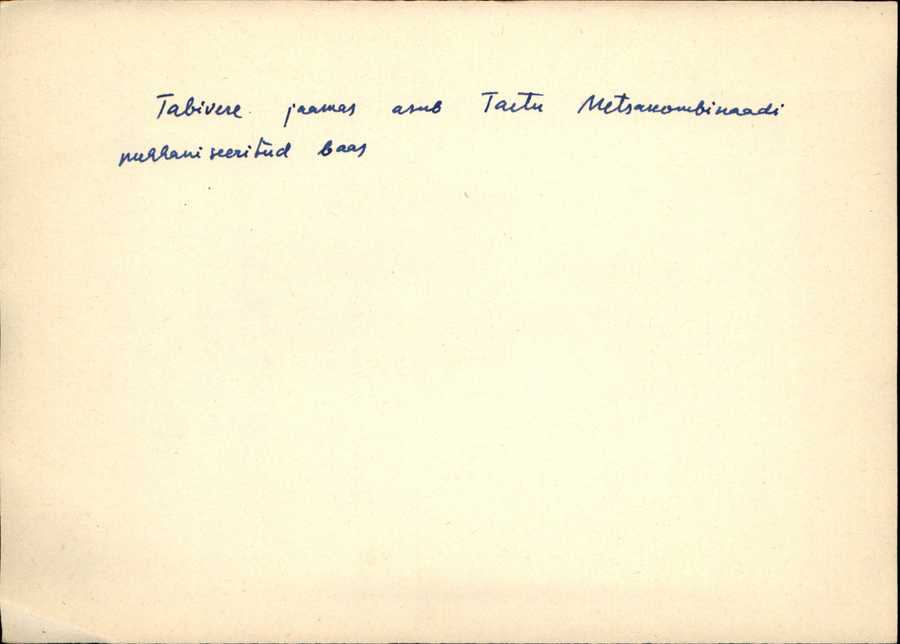 Tabivere jaamas asub Tartu Metsakombinaadi
mehhaniseeritud baas